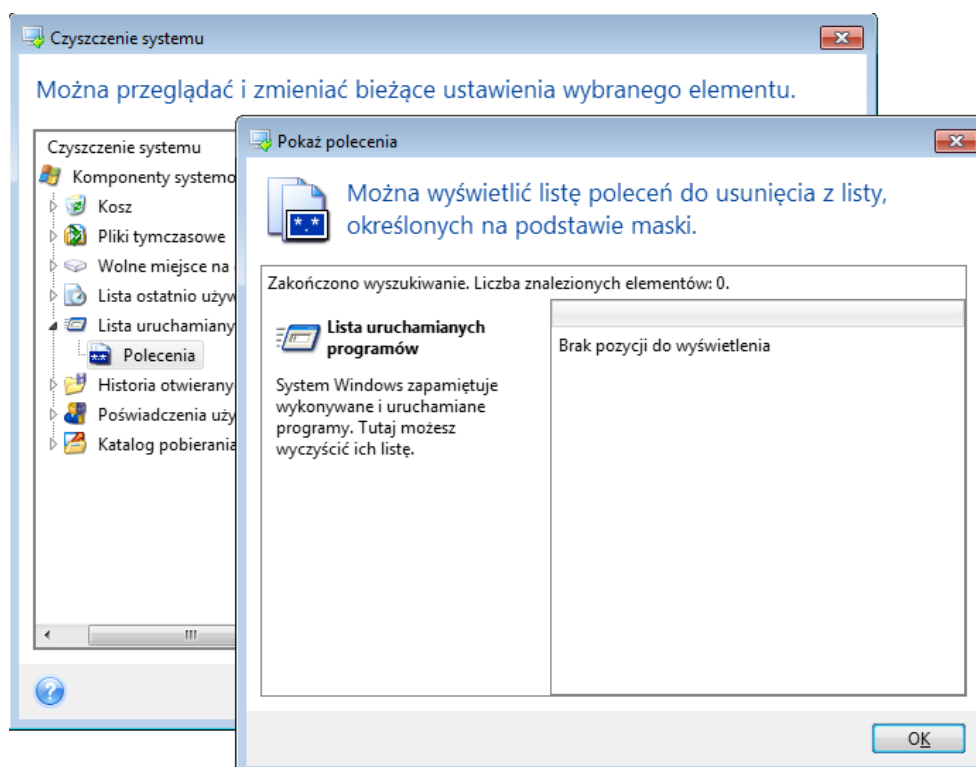 Czyszczenie systemu
Można przeglądać i zmieniać bieżące ustawienia wybranego elementu.
Czyszczenie systemu
Komponenty systemo
Kosz
Pliki tymczasowe
Wolne miejsce na
Lista ostatnio używ
Lista uruchamiany
Polecenia
Historia otwierany
Poświadczenia uży
Katalog pobierania
Pokaż polecenia
Można wyświetlić listę poleceń do usunięcia z listy,
określonych na podstawie maski.
Zakończono wyszukiwanie. Liczba znalezionych elementów: 0.
Lista uruchamianych
programów
System Windows zapamiętuje
wykonywane i uruchamiane
programy. Tutaj możesz
wyczyścić ich listę.
Brak pozycji do wyświetlenia
OK